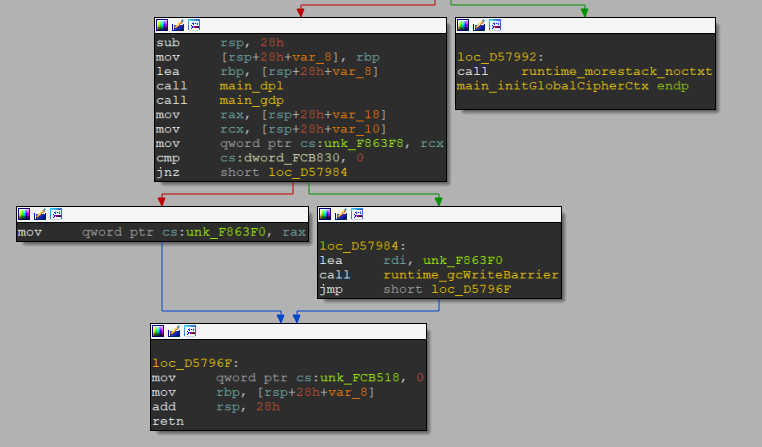 sub rsp, 28h
mov [rsp+28h+var_8], rbp
lea rbp, [rsp+28h+var_8]
call main_dpl
call main_gdp
mov rax, [rsp+28h+var_18]
mov rcx, [rsp+28h+var_10]
mov qword ptr cs:unk_F863F8, rcx
cmp cs:dword_FCB830, 0
jnz short loc_D57984
loc_D57992:
call runtime_morestack_noctxt
main_initGlobalCipherCtx endp
mov qword ptr cs:unk_F863F0, rax
loc_D57984:
lea rdi, unk_F863F0
call runtime_gcWriteBarrier
jmp short loc_D5796F
loc_D5796F:
mov qword ptr cs:unk_FCB518, 0
mov rbp, [rsp+28h+var_8]
add rsp, 28h
retn